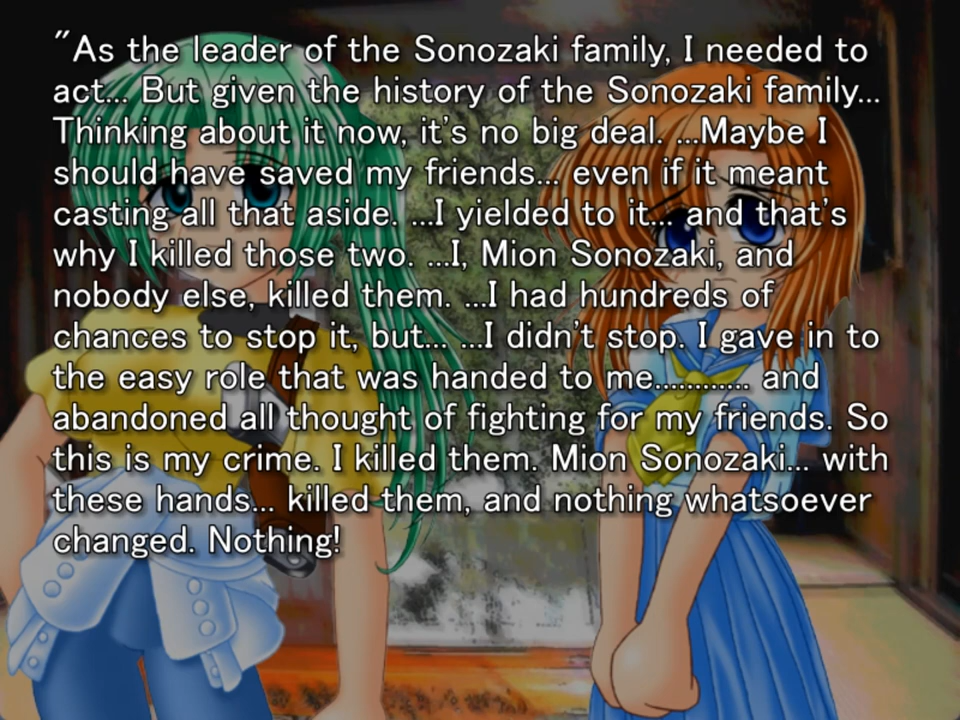 "As the leader of the Sonozaki family, I needed to
act... But given the history of the Sonozaki family...
Thinking about it now, it's no big deal. ...Maybe I
should have saved my friends... even if it meant
casting all that aside. ...I yielded to it... and that's
why I killed those two. ...I, Mion Sonozaki, and
nobody else, killed them. ...I had hundreds of
chances to stop it, but... ...I didn't stop. I gave in to
the easy role that was handed to me............ and
abandoned all thought of fighting for my friends. So
this is my crime. I killed them. Mion Sonozaki... with
these hands... killed them, and nothing whatsoever
changed. Nothing!